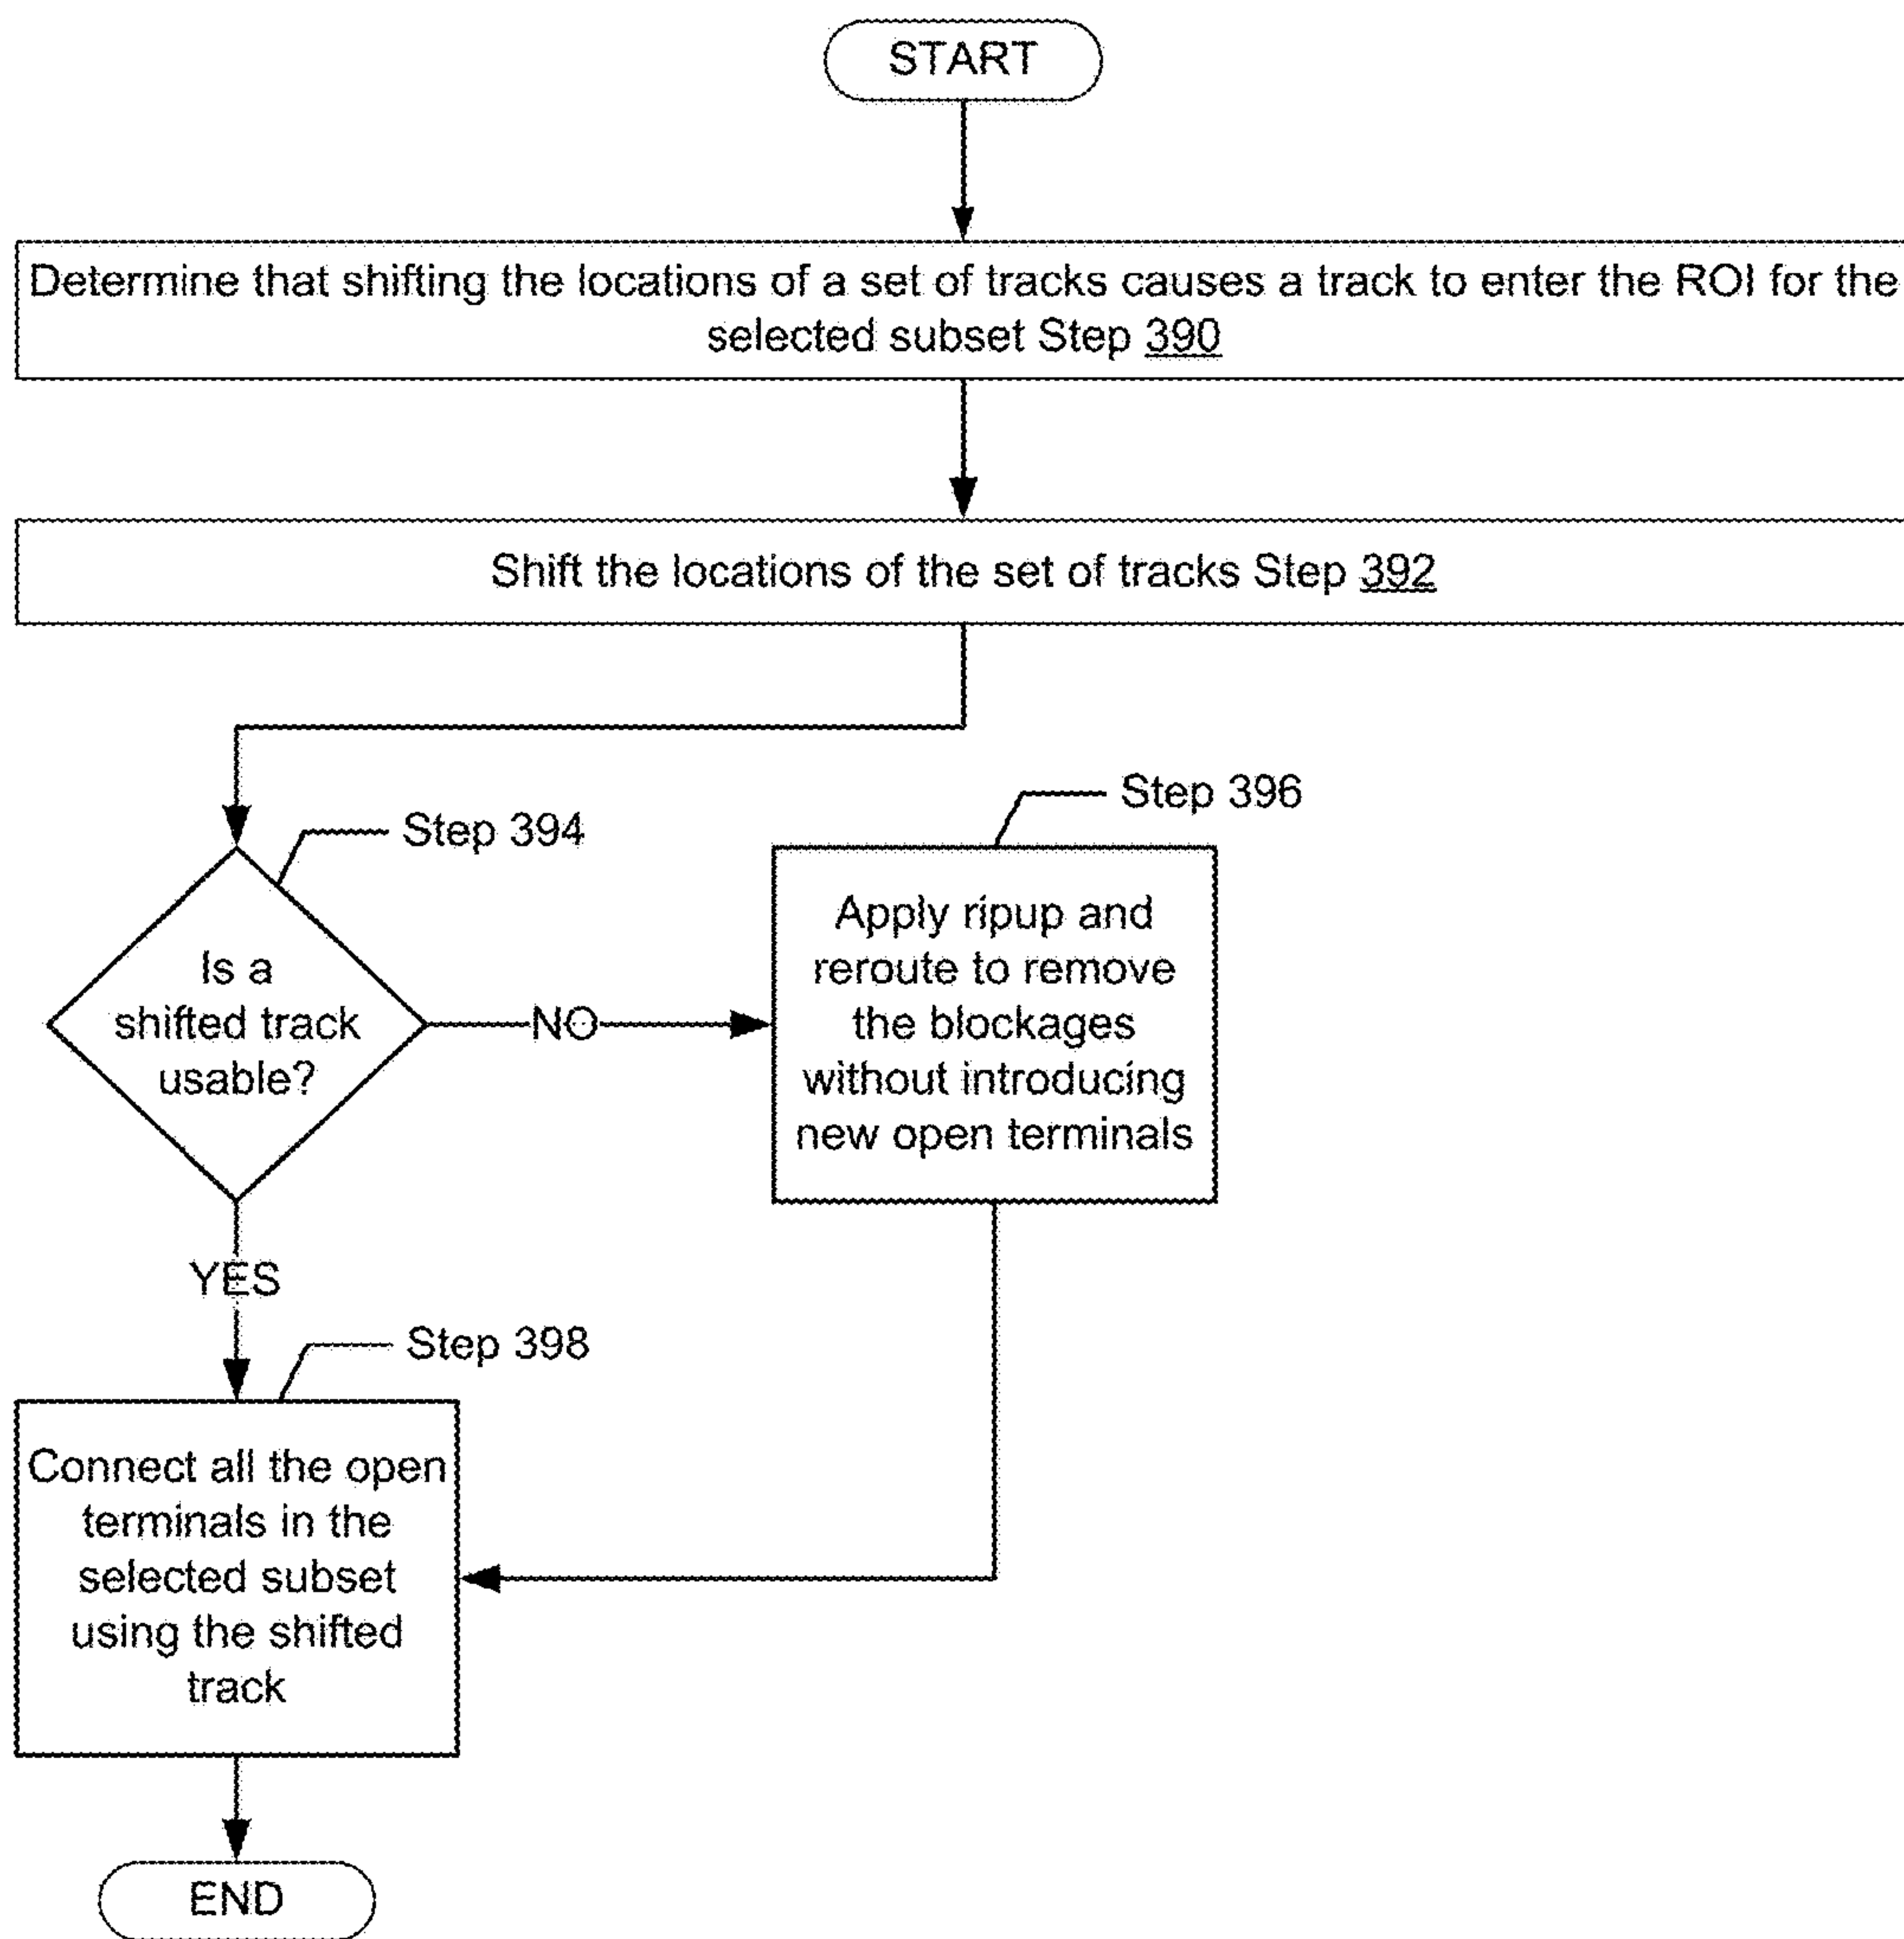 START
Determine that shifting the locations of a set of tracks causes a track to enter the ROI for the
selected subset Step 390
Shift the locations of the set of tracks Step 392
Step 396
Step 394
Is a
shifted track
usable?
NO
Apply ripup and
reroute to remove
the blockages
without introducing
new open terminals
YES
Step 398
Connect all the open
terminals in the
selected subset
using the shifted
track
END